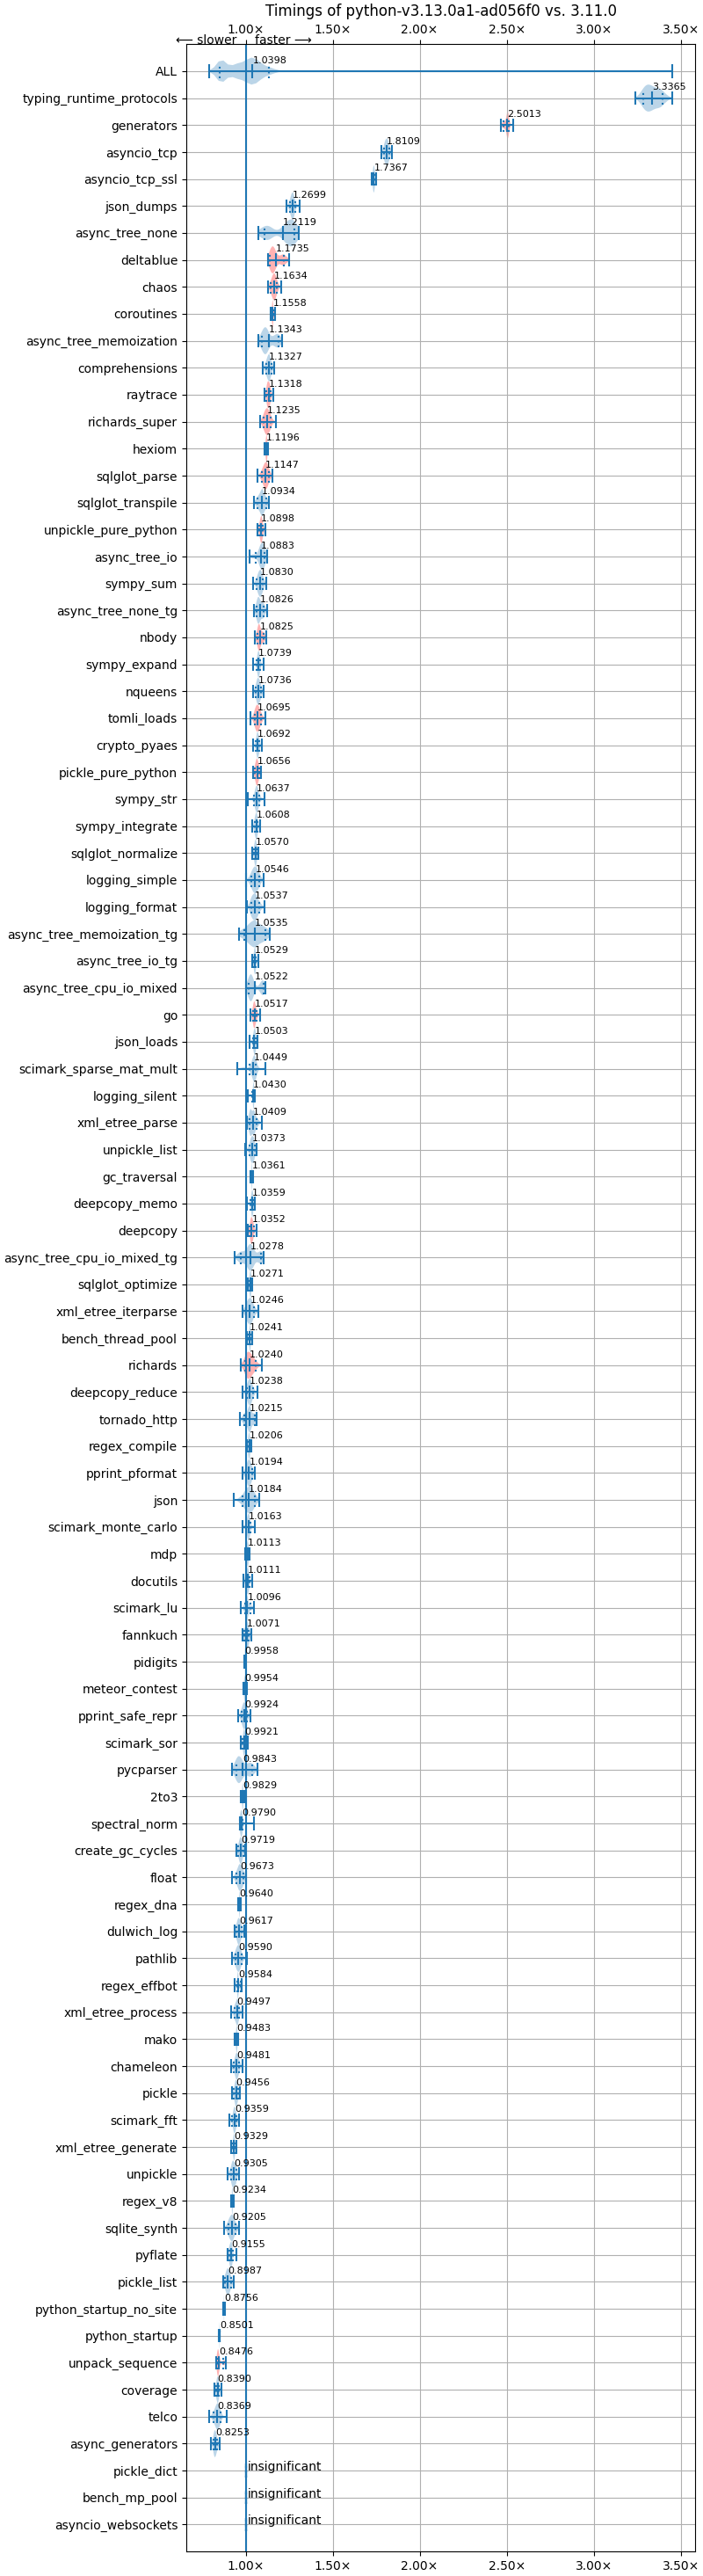 Timings of python-v3.13.0a1-ad056f0 vs. 3.11.0
1.00× 1.50× 2.00× 2.50× 3.00× 3.50×
⟵ slower faster ⟶
ALL 1.0398
typing_runtime_protocols 3.3365
generators 2.5013
asyncio_tcp 1.8109
asyncio_tcp_ssl 1.7367
json_dumps 1.2699
async_tree_none 1.2119
deltablue 1.1735
chaos 1.1634
coroutines 1.1558
async_tree_memoization 1.1343
comprehensions 1.1327
raytrace 1.1318
richards_super 1.1235
hexiom 1.1196
sqlglot_parse 1.1147
sqlglot_transpile 1.0934
unpickle_pure_python 1.0898
async_tree_io 1.0883
sympy_sum 1.0830
async_tree_none_tg 1.0826
nbody 1.0825
sympy_expand 1.0739
nqueens 1.0736
tomli_loads 1.0695
crypto_pyaes 1.0692
pickle_pure_python 1.0656
sympy_str 1.0637
sympy_integrate 1.0608
sqlglot_normalize 1.0570
logging_simple 1.0546
logging_format 1.0537
async_tree_memoization_tg 1.0535
async_tree_io_tg 1.0529
async_tree_cpu_io_mixed 1.0522
go 1.0517
json_loads 1.0503
scimark_sparse_mat_mult 1.0449
logging_silent 1.0430
xml_etree_parse 1.0409
unpickle_list 1.0373
gc_traversal 1.0361
deepcopy_memo 1.0359
deepcopy 1.0352
async_tree_cpu_io_mixed_tg 1.0278
sqlglot_optimize 1.0271
xml_etree_iterparse 1.0246
bench_thread_pool 1.0241
richards 1.0240
deepcopy_reduce 1.0238
tornado_http 1.0215
regex_compile 1.0206
pprint_pformat 1.0194
json 1.0184
scimark_monte_carlo 1.0163
mdp 1.0113
docutils 1.0111
scimark_lu 1.0096
fannkuch 1.0071
pidigits 0.9958
meteor_contest 0.9954
pprint_safe_repr 0.9924
scimark_sor 0.9921
pycparser 0.9843
2to3 0.9829
spectral_norm 0.9790
create_gc_cycles 0.9719
float 0.9673
regex_dna 0.9640
dulwich_log 0.9617
pathlib 0.9590
regex_effbot 0.9584
xml_etree_process 0.9497
mako 0.9483
chameleon 0.9481
pickle 0.9456
scimark_fft 0.9359
xml_etree_generate 0.9329
unpickle 0.9305
regex_v8 0.9234
sqlite_synth 0.9205
pyflate 0.9155
pickle_list 0.8987
python_startup_no_site 0.8756
python_startup 0.8501
unpack_sequence 0.8476
coverage 0.8390
telco 0.8369
async_generators 0.8253
pickle_dict insignificant
bench_mp_pool insignificant
asyncio_websockets insignificant
1.00× 1.50× 2.00× 2.50× 3.00× 3.50×